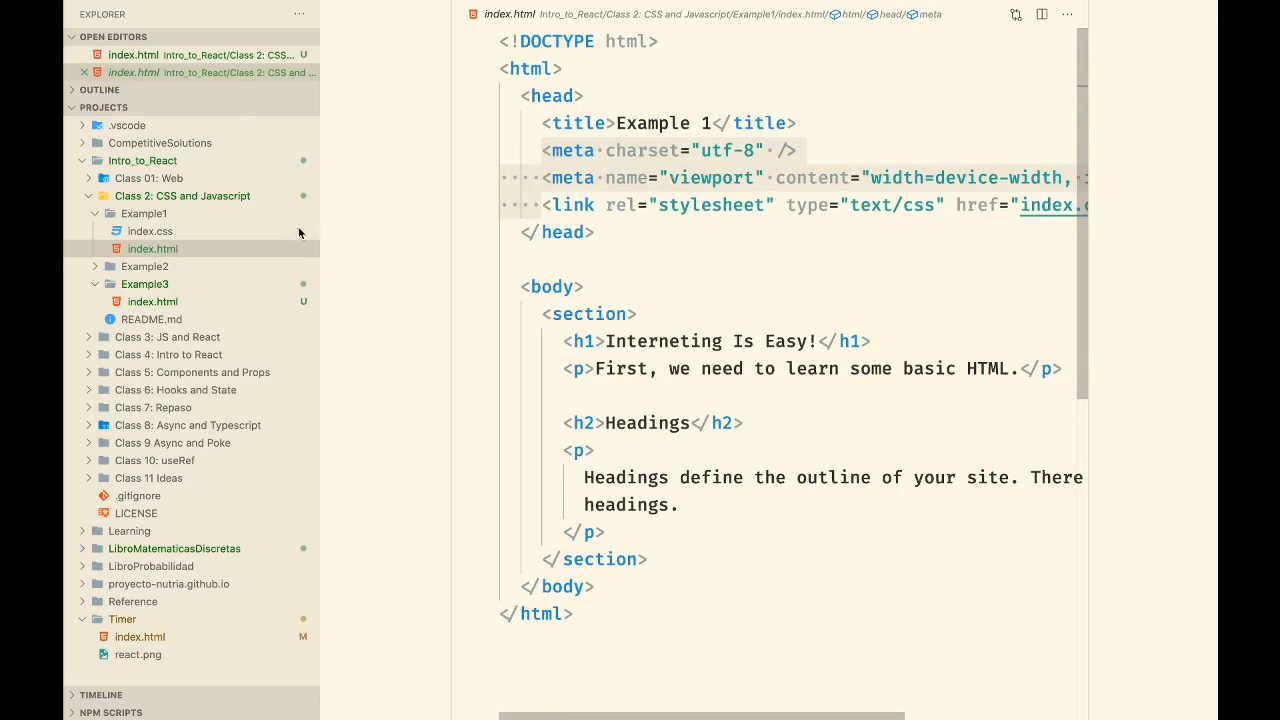 EXPLORER
OPEN EDITORS
index.html Intro_to_React/Class 2: CSS... U
index.html Intro_to_React/Class 2: CSS and ...
OUTLINE
PROJECTS
.vscode
CompetitiveSolutions
Intro_to_React
Class 01: Web
Class 2: CSS and Javascript
Example1
index.css
index.html
Example2
Example3
index.html U
README.md
Class 3: JS and React
Class 4: Intro to React
Class 5: Components and Props
Class 6: Hooks and State
Class 7: Repaso
Class 8: Async and Typescript
Class 9 Async and Poke
Class 10: useRef
Class 11 Ideas
.gitignore
LICENSE
Learning
LibroMatematicasDiscretas
LibroProbabilidad
proyecto-nutria.github.io
Reference
Timer
index.html M
react.png
TIMELINE
NPM SCRIPTS
index.html Intro_to_React/Class 2: CSS and Javascript/Example1/index.html/html/head/meta
<!DOCTYPE html>
<html>
<head>
<title>Example 1</title>
<meta charset="utf-8" />
<meta name="viewport" content="width=device-width,
<link rel="stylesheet" type="text/css" href="index.c
</head>
<body>
<section>
<h1>Interneting Is Easy!</h1>
<p>First, we need to learn some basic HTML.</p>
<h2>Headings</h2>
<p>
Headings define the outline of your site. There
headings.
</p>
</section>
</body>
</html>